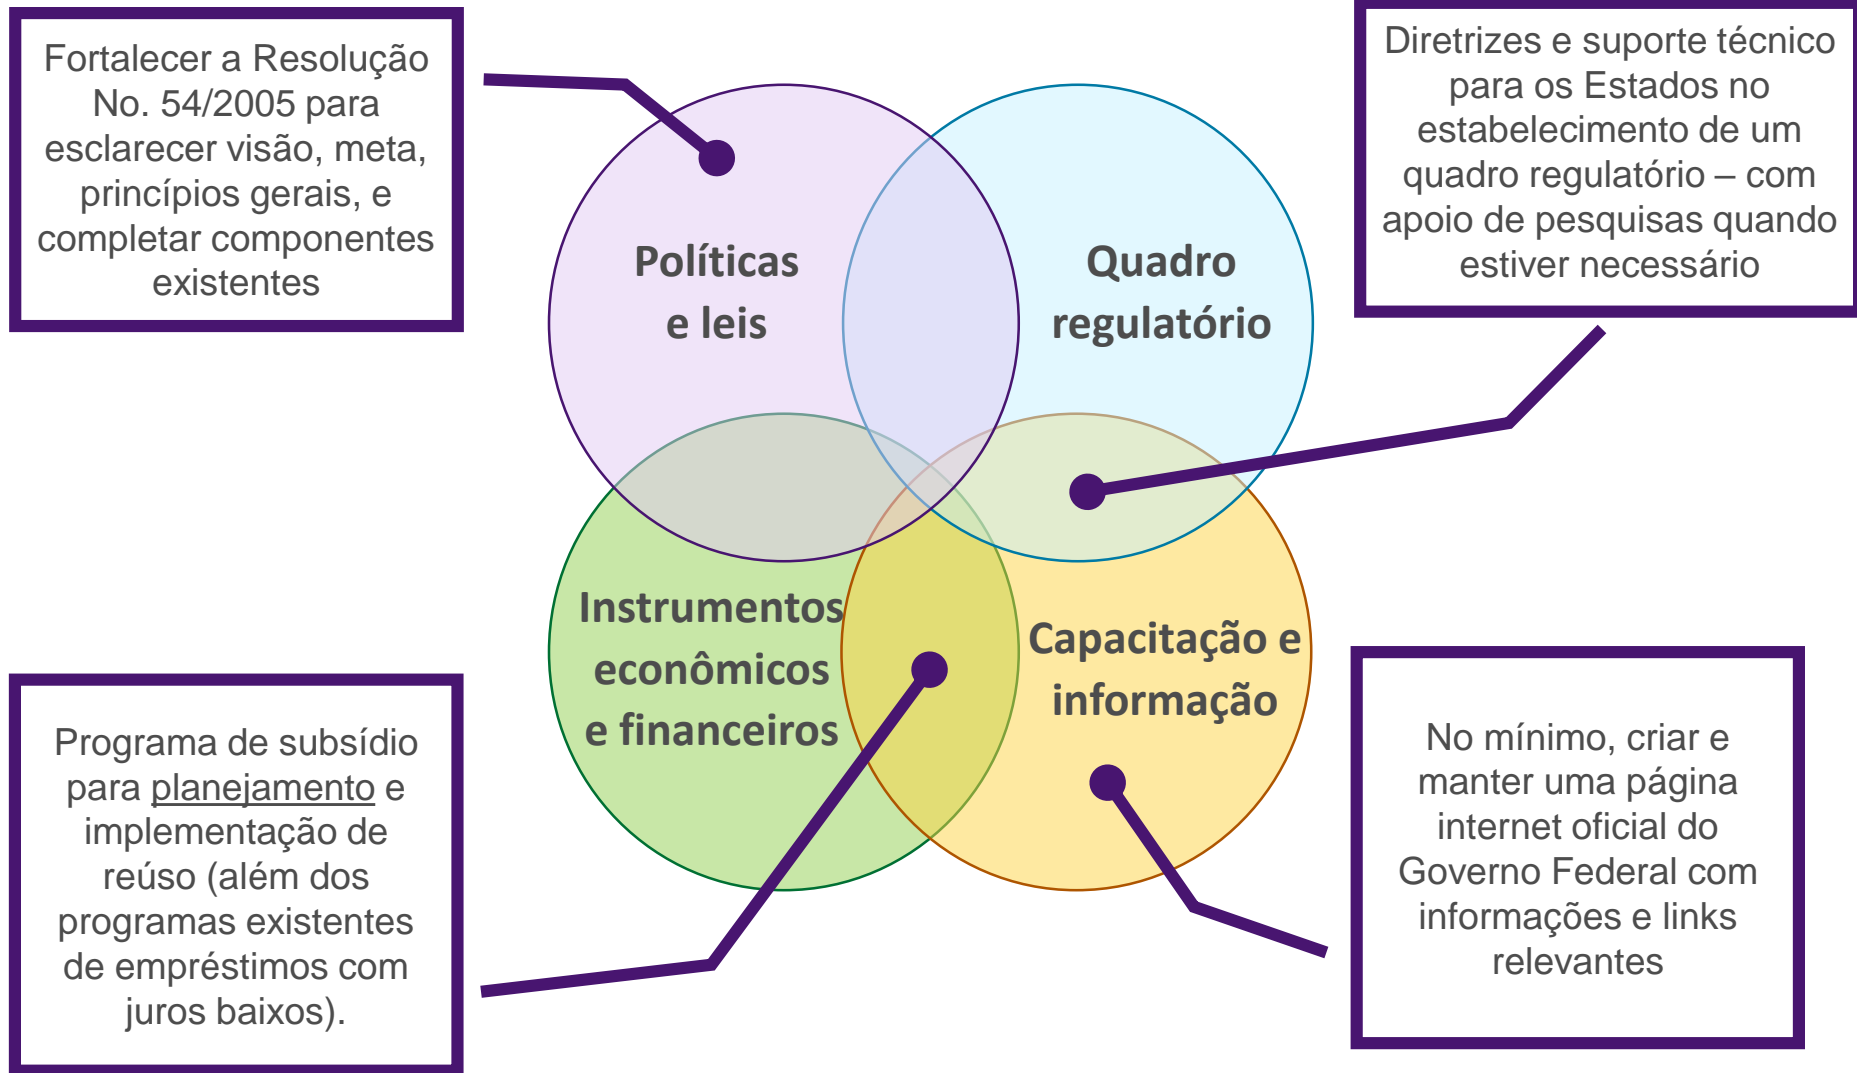 Fortalecer a Resolução
No. 54/2005 para
esclarecer visão, meta,
princípios gerais, e
completar componentes
existentes
Diretrizes e suporte técnico
para os Estados no
estabelecimento de um
quadro regulatório – com
apoio de pesquisas quando
estiver necessário
Políticas
e leis
Quadro
regulatório
Instrumentos
econômicos
e financeiros
Capacitação e
informação
Programa de subsídio
para planejamento e
implementação de
reúso (além dos
programas existentes
de empréstimos com
juros baixos).
No mínimo, criar e
manter uma página
internet oficial do
Governo Federal com
informações e links
relevantes